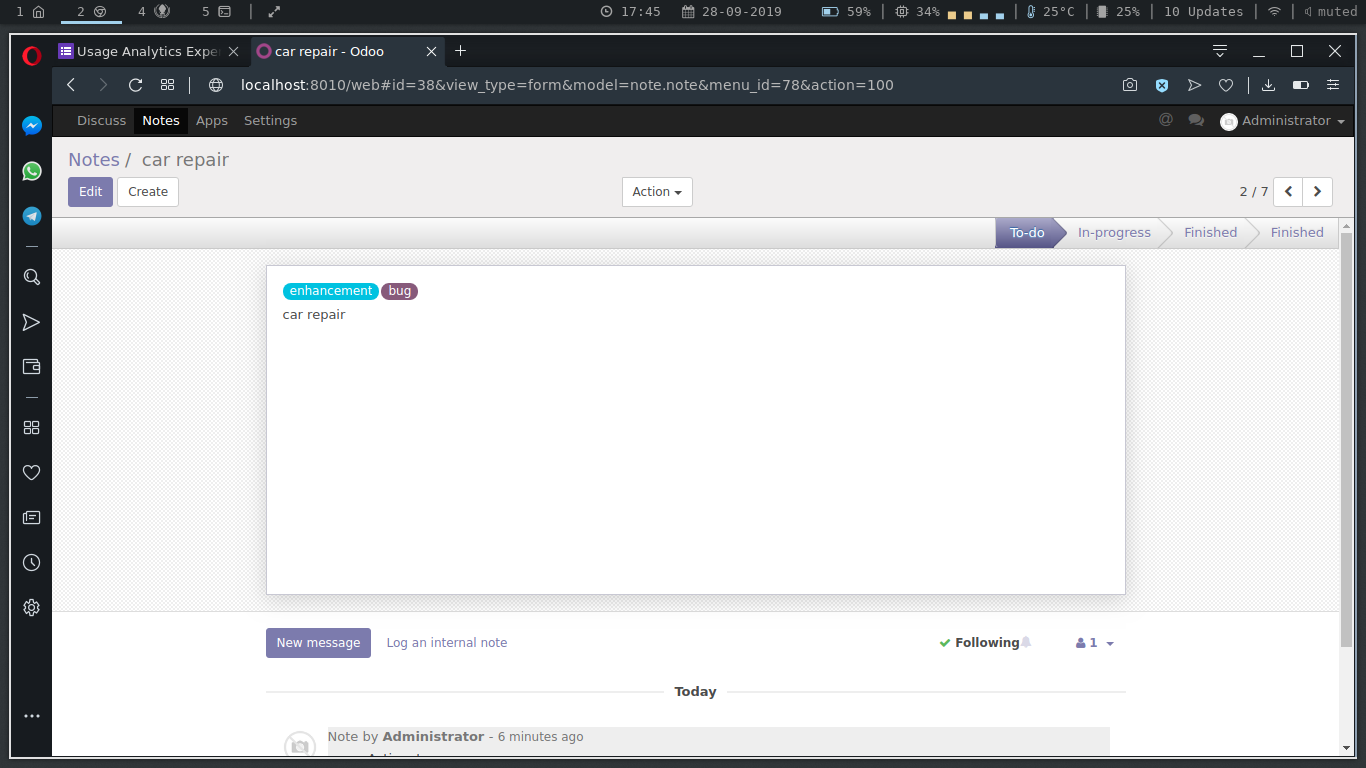 1 2 4 5 17:45 28-09-2019 59% 34% 25°C 25% 10 Updates muted
Usage Analytics Expe car repair - Odoo
localhost:8010/web#id=38&view_type=form&model=note.note&menu_id=78&action=100
Discuss Notes Apps Settings @ Administrator
Notes / car repair
Edit Create Action 2 / 7
To-do In-progress Finished Finished
enhancement bug
car repair
New message Log an internal note Following 1
Today
Note by Administrator - 6 minutes ago